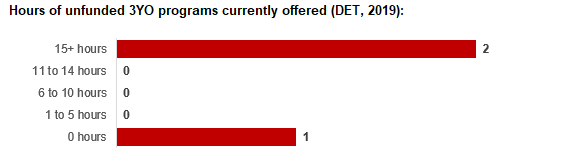 Hours of unfunded 3YO programs currently offered (DET, 2019):
15+ hours 2
11 to 14 hours 0
6 to 10 hours 0
1 to 5 hours 0
0 hours 1